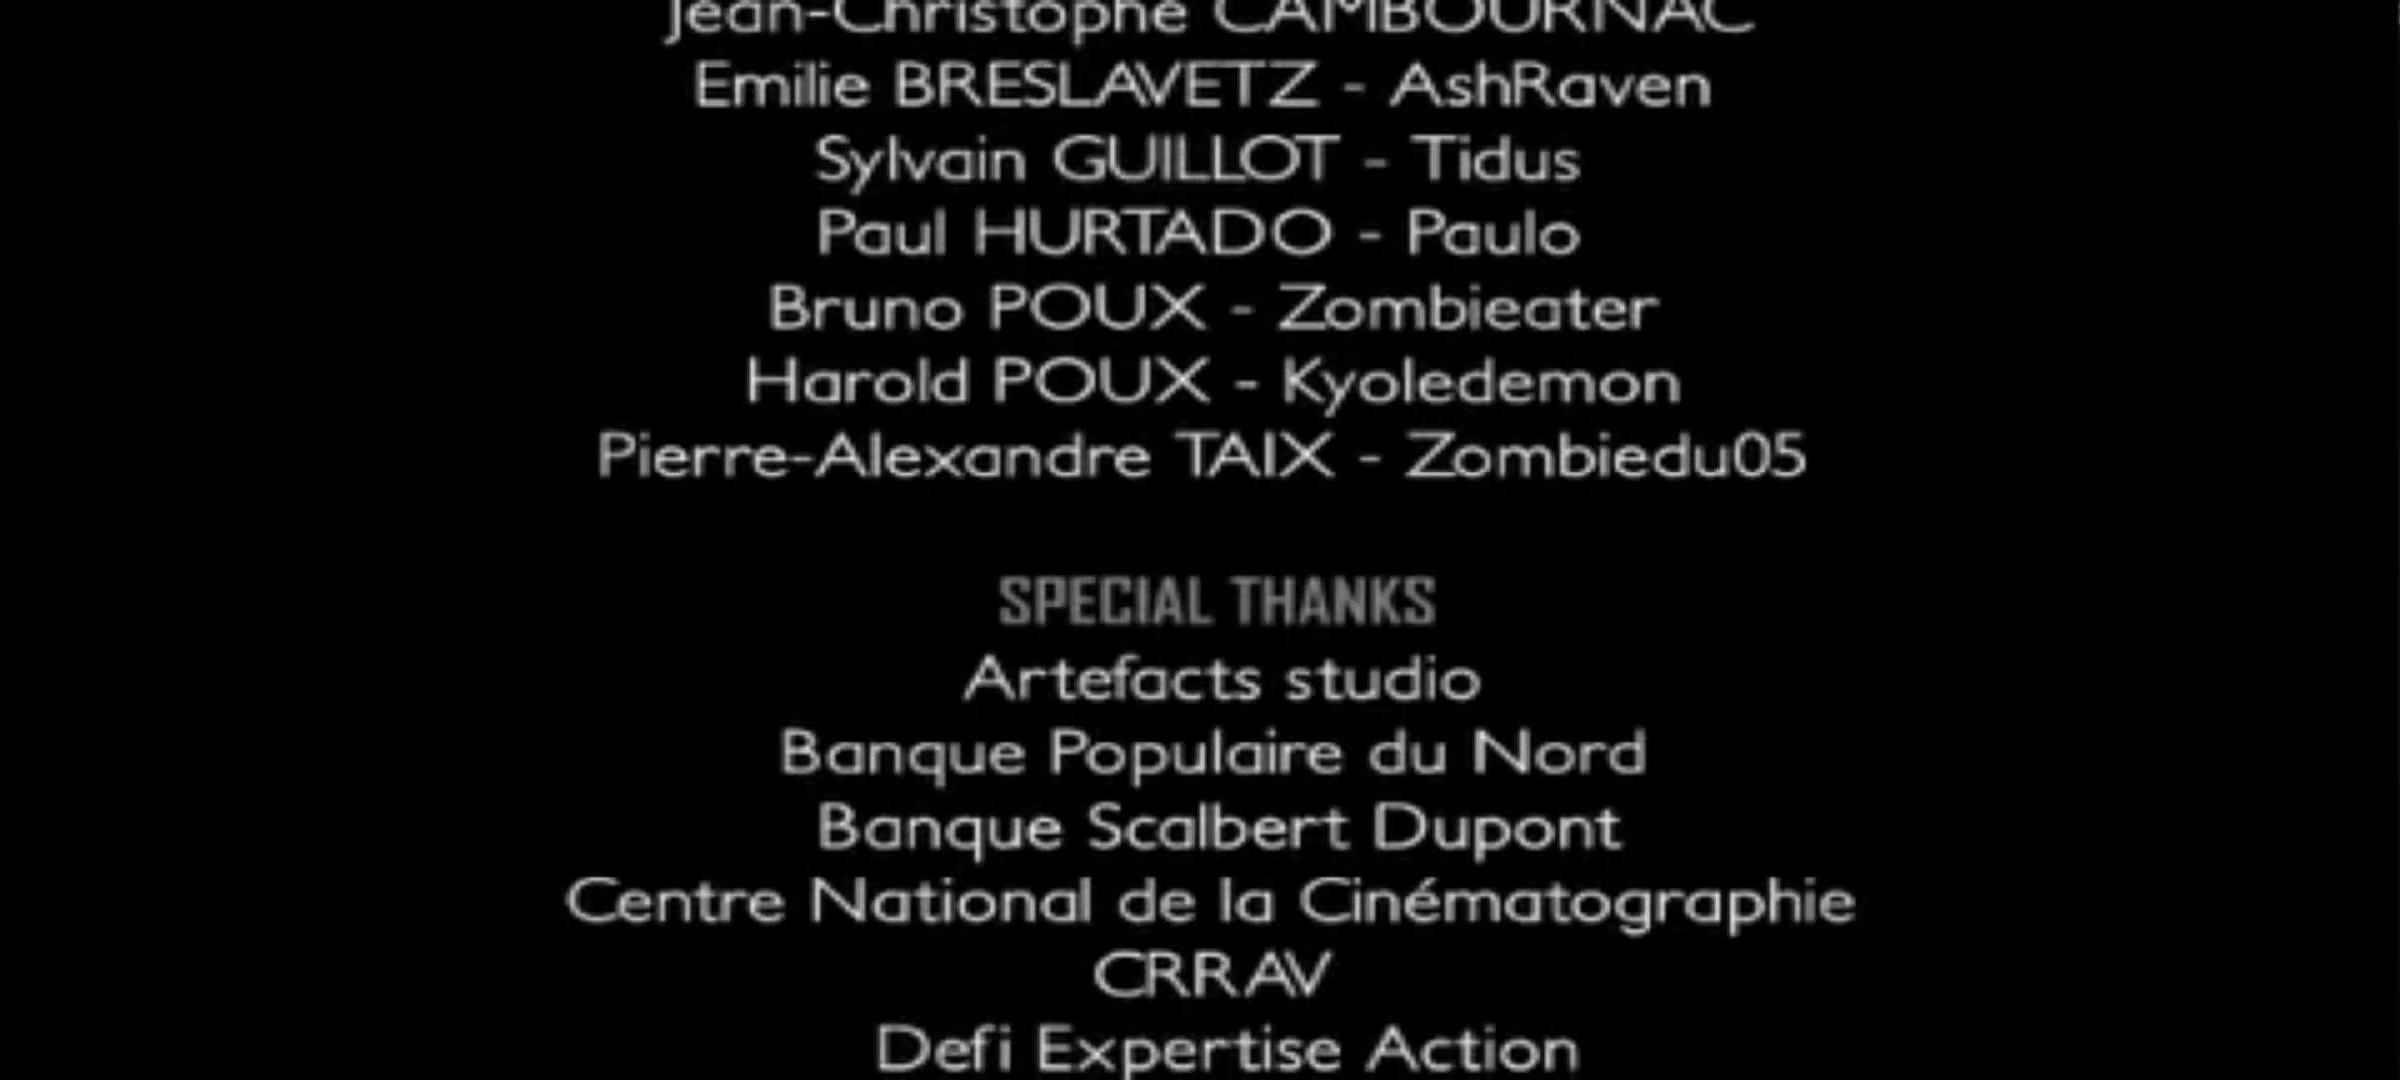 Jean-Christophe CAMBOURNAC
Emilie BRESLAVETZ - AshRaven
Sylvain GUILLOT - Tidus
Paul HURTADO - Paulo
Bruno POUX - Zombieater
Harold POUX - Kyoledemon
Pierre-Alexandre TAIX - Zombiedu05
SPECIAL THANKS
Artefacts studio
Banque Populaire du Nord
Banque Scalbert Dupont
Centre National de la Cinématographie
CRRAV
Defi Expertise Action